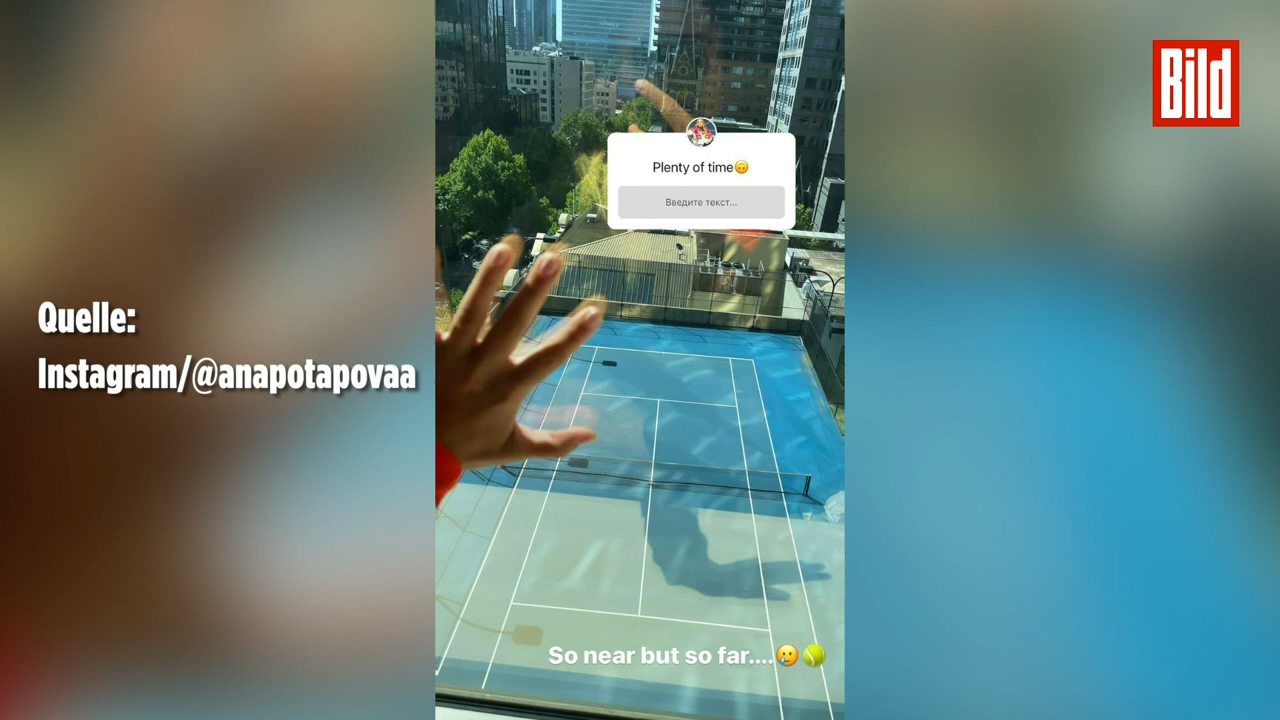 Bild
Plenty of time🙃
Введите текст...
Quelle:
Instagram/@anapotapovaa
So near but so far....🥲🎾